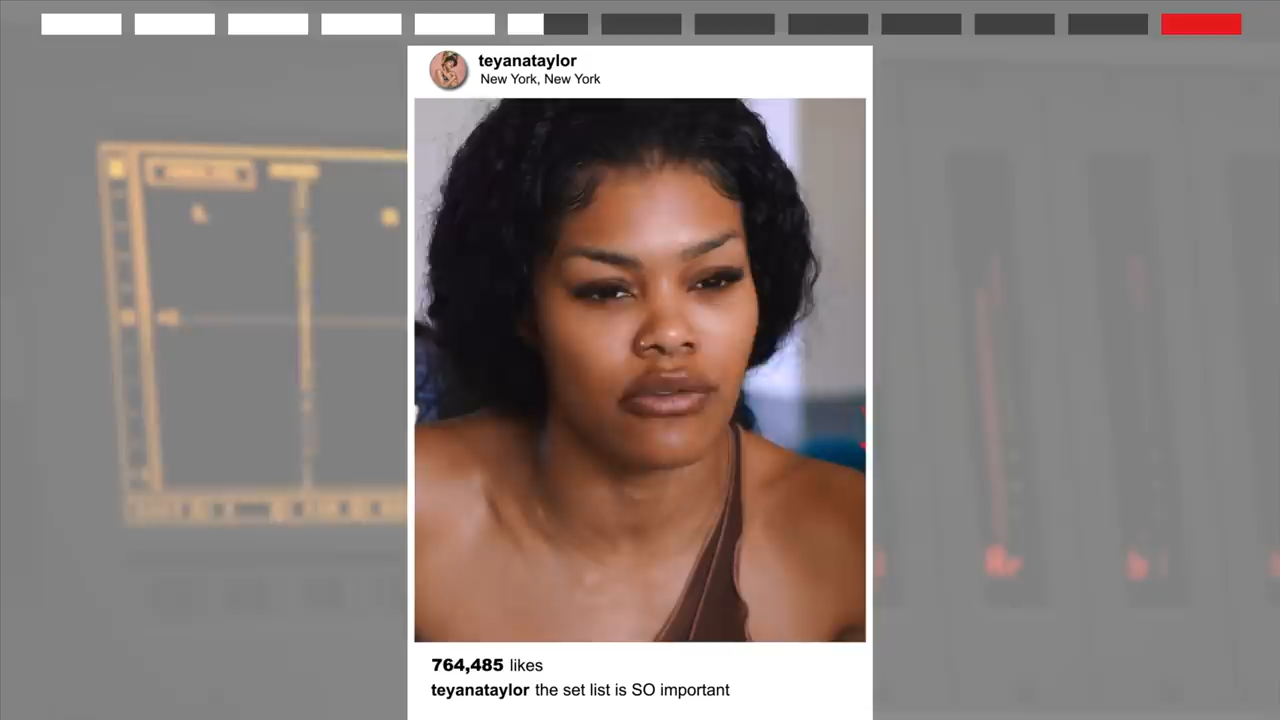 teyanataylor
New York, New York
764,485 likes
teyanataylor the set list is SO important